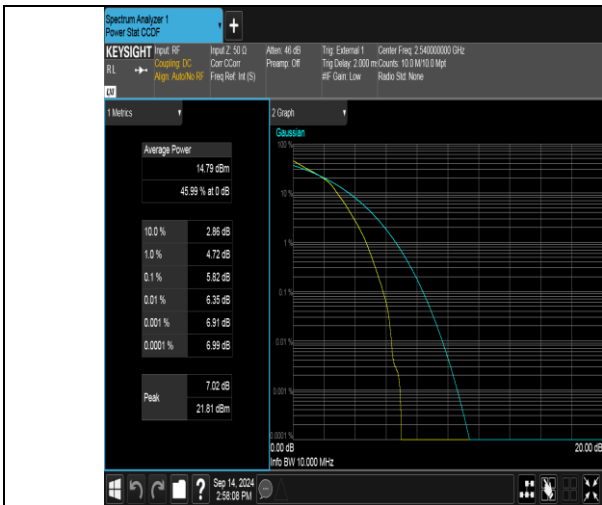 Spectrum Analyzer 1
Power Stat CCDF
+
KEYSIGHT Input: RF Input Z: 50 Ω Atten: 46 dB Trig: External 1 Center Freq: 2.540000000 GHz
R L Coupling: DC Corr CCorr Preamp: Off Trig Delay: 2.000 ms Counts: 10.0 M/10.0 Mpt
Align: Auto/No RF Freq Ref: Int (S) #IF Gain: Low Radio Std: None
LXI
1 Metrics
Average Power
14.79 dBm
45.99 % at 0 dB
10.0 % 2.86 dB
1.0 % 4.72 dB
0.1 % 5.82 dB
0.01 % 6.35 dB
0.001 % 6.91 dB
0.0001 % 6.99 dB
Peak 7.02 dB
21.81 dBm
2 Graph
Gaussian
100 %
10 %
1 %
0.1 %
0.01 %
0.001 %
0.0001 %
0.00 dB 20.00 dB
Info BW 10.000 MHz
? Sep 14, 2024
2:58:08 PM